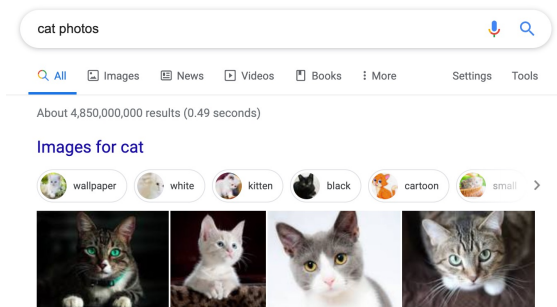 cat photos
All Images News Videos Books More Settings Tools
About 4,850,000,000 results (0.49 seconds)
Images for cat
wallpaper white kitten black cartoon small